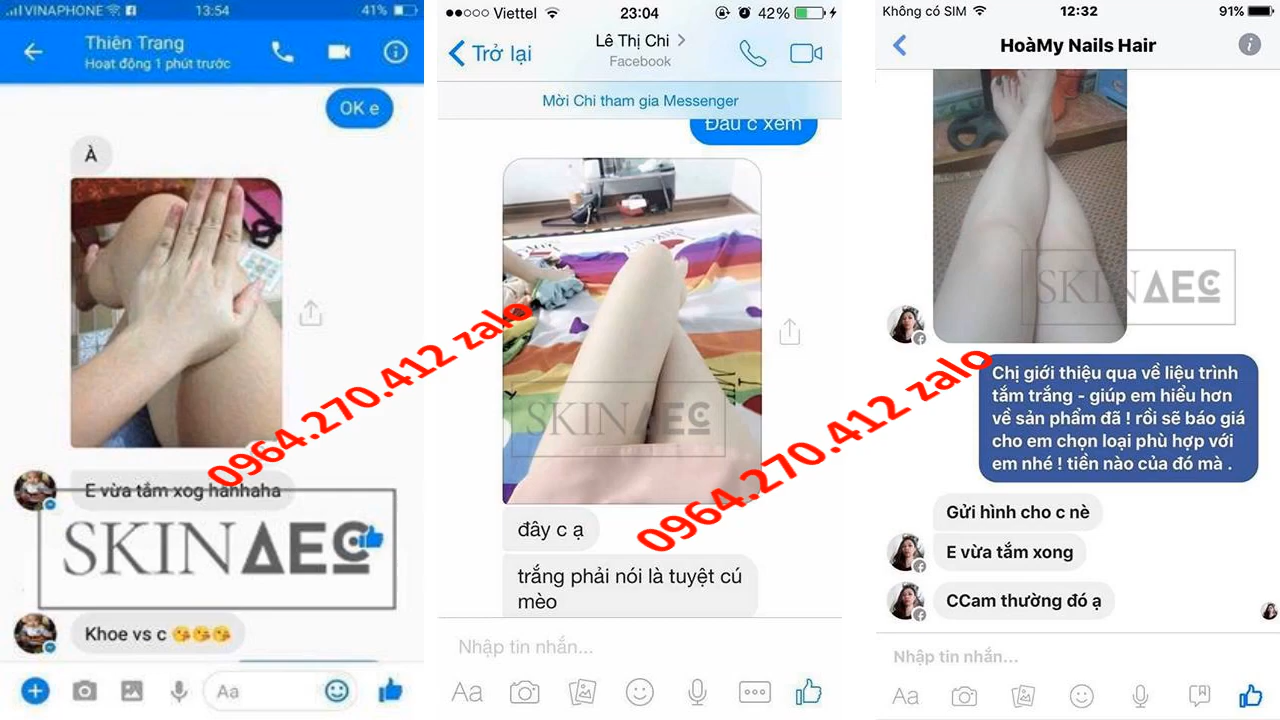 VINAPHONE
13:54
41%
Thiên Trang
Hoạt động 1 phút trước
OK e
À
E vừa tắm xog hahhaha
SKINAEC
Khoe vs c 😘😘😘
Aa
Viettel
23:04
42%
Trở lại
Lê Thị Chi
Facebook
Mời Chi tham gia Messenger
Đâu c xem
SKINAEC
đây c ạ
trắng phải nói là tuyệt cú
mèo
Nhập tin nhắn...
Aa
Không có SIM
12:32
91%
HoàMy Nails Hair
SKINAEC
Chị giới thiệu qua về liệu trình
tắm trắng - giúp em hiểu hơn
về sản phẩm đã ! rồi sẽ báo giá
cho em chọn loại phù hợp với
em nhé ! tiền nào của đó mà .
Gửi hình cho c nè
E vừa tắm xong
CCam thường đó ạ
Nhập tin nhắn...
Aa
0964.270.412 zalo
0964.270.412 zalo